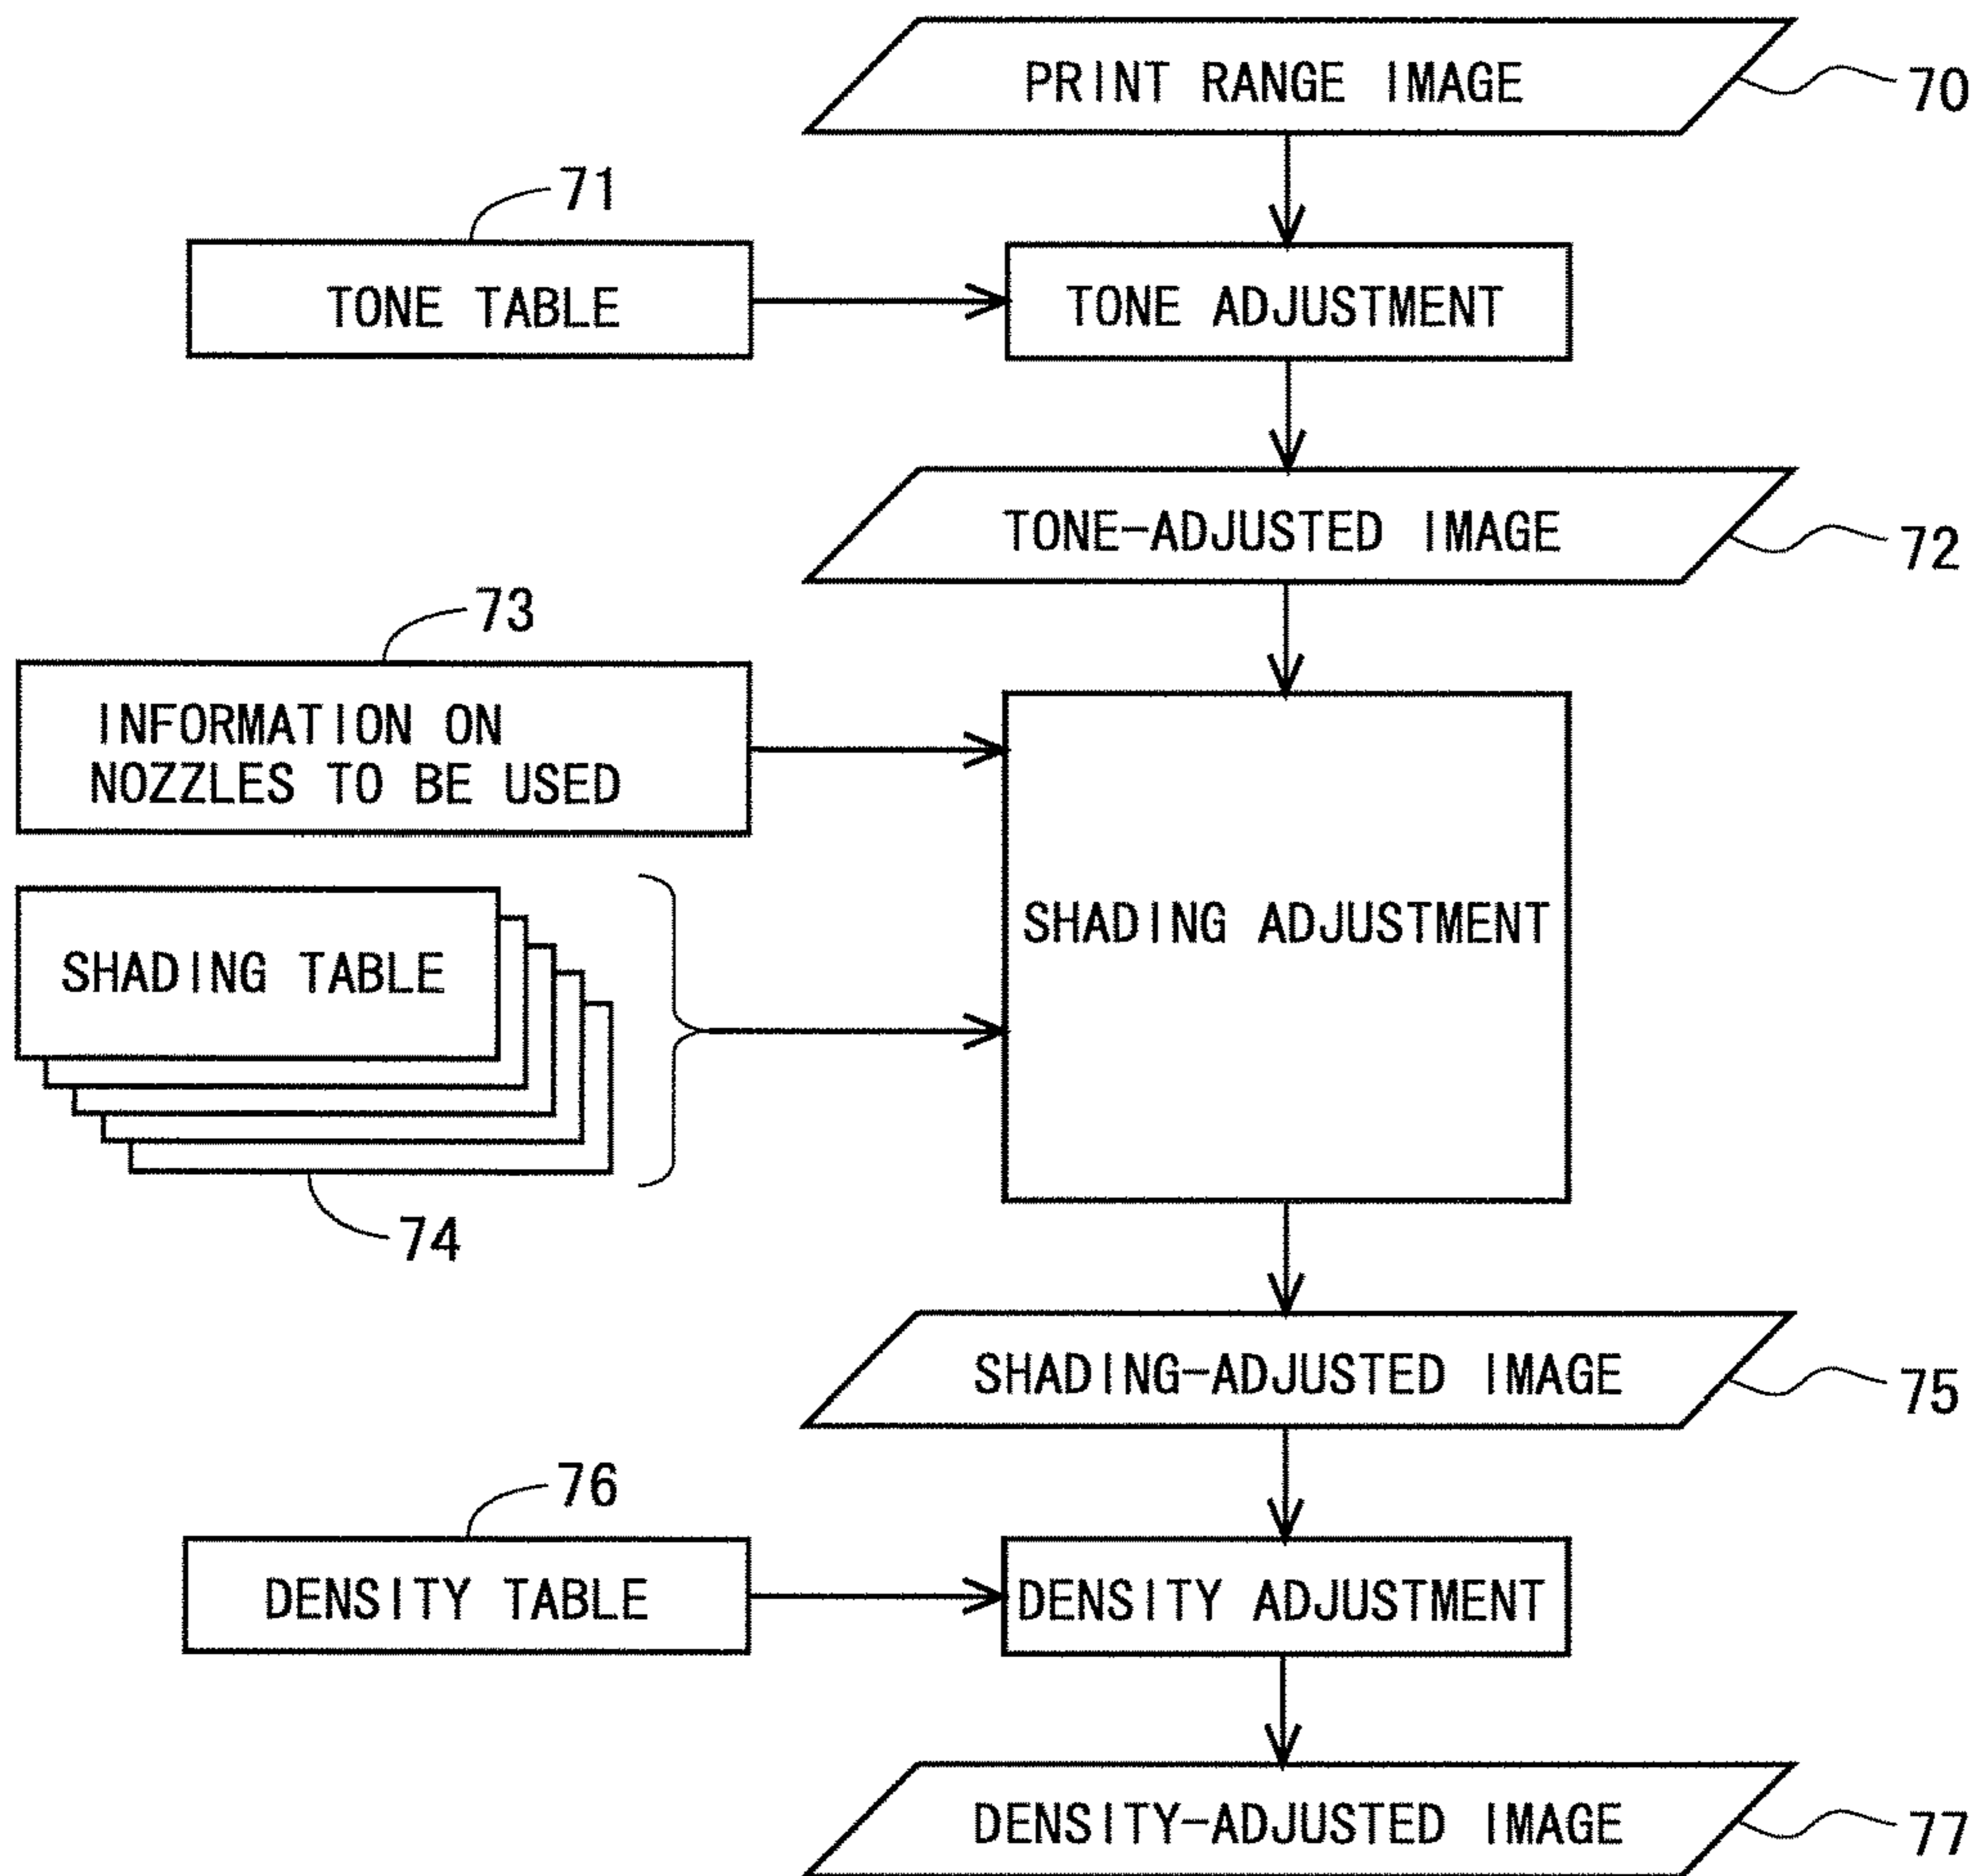 PRINT RANGE IMAGE
70
71
TONE TABLE
TONE ADJUSTMENT
TONE-ADJUSTED IMAGE
72
73
INFORMATION ON
NOZZLES TO BE USED
SHADING TABLE
SHADING ADJUSTMENT
74
SHADING-ADJUSTED IMAGE
75
76
DENSITY TABLE
DENSITY ADJUSTMENT
DENSITY-ADJUSTED IMAGE
77